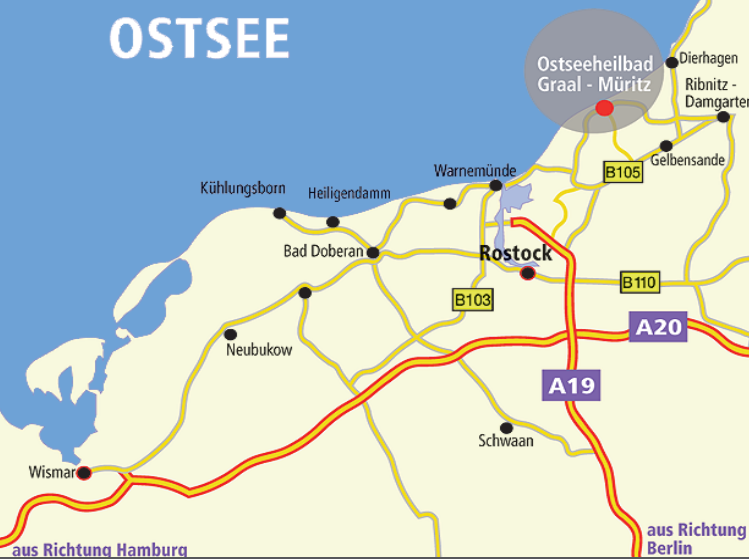 OSTSEE
Ostseeheilbad
Graal - Müritz
Dierhagen
Ribnitz -
Damgarten
Gelbensande
B105
Warnemünde
Kühlungsborn
Heiligendamm
Bad Doberan
Rostock
B110
B103
A20
Neubukow
A19
Schwaan
Wismar
aus Richtung Hamburg
aus Richtung
Berlin